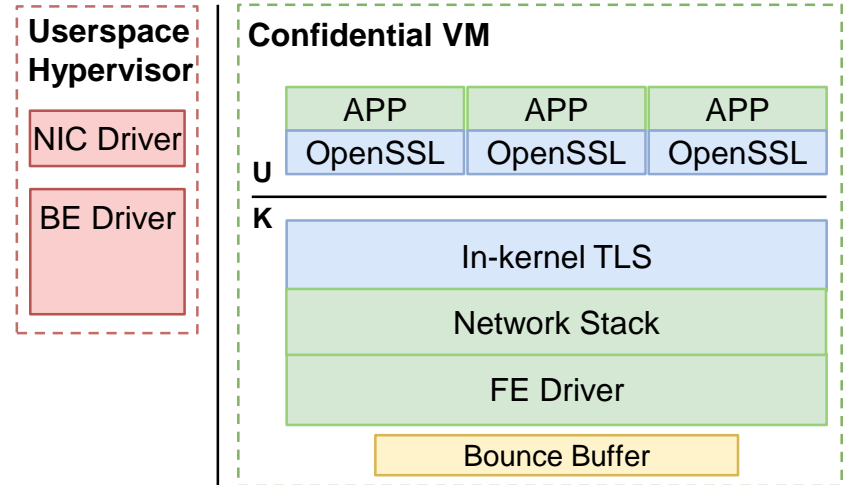 Userspace
Hypervisor
NIC Driver
BE Driver
Confidential VM
APP APP APP
OpenSSL OpenSSL OpenSSL
U
K
In-kernel TLS
Network Stack
FE Driver
Bounce Buffer